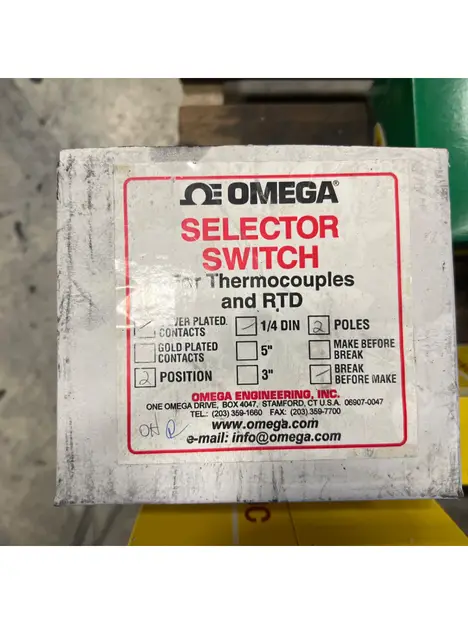 OMEGA®
SELECTOR
SWITCH
for Thermocouples
and RTD
SILVER PLATED CONTACTS
1/4 DIN
2 POLES
GOLD PLATED CONTACTS
5"
MAKE BEFORE BREAK
2 POSITION
3"
BREAK BEFORE MAKE
OMEGA ENGINEERING, INC.
ONE OMEGA DRIVE, BOX 4047, STAMFORD, CT U.S.A. 06907-0047
TEL.: (203) 359-1660 FAX: (203) 359-7700
www.omega.com
e-mail: info@omega.com
C